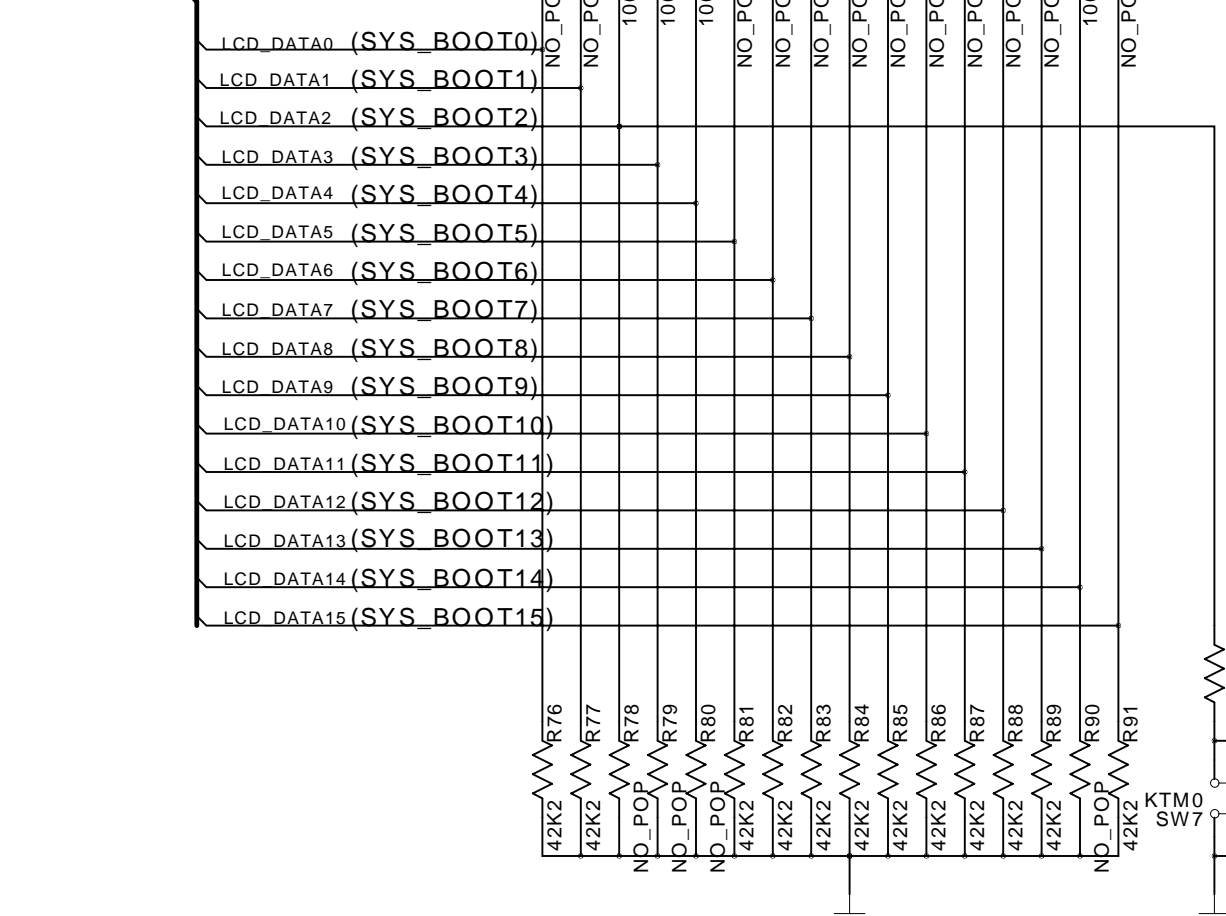 LCD_DATA0 (SYS_BOOT0)
LCD_DATA1 (SYS_BOOT1)
LCD_DATA2 (SYS_BOOT2)
LCD_DATA3 (SYS_BOOT3)
LCD_DATA4 (SYS_BOOT4)
LCD_DATA5 (SYS_BOOT5)
LCD_DATA6 (SYS_BOOT6)
LCD_DATA7 (SYS_BOOT7)
LCD_DATA8 (SYS_BOOT8)
LCD_DATA9 (SYS_BOOT9)
LCD_DATA10 (SYS_BOOT10)
LCD_DATA11 (SYS_BOOT11)
LCD_DATA12 (SYS_BOOT12)
LCD_DATA13 (SYS_BOOT13)
LCD_DATA14 (SYS_BOOT14)
LCD_DATA15 (SYS_BOOT15)
R76
42K2
R77
42K2
R78
NO_POP
R79
NO_POP
R80
NO_POP
R81
42K2
R82
42K2
R83
42K2
R84
42K2
R85
42K2
R86
42K2
R87
42K2
R88
42K2
R89
42K2
R90
NO_POP
R91
42K2
KTM0
SW7